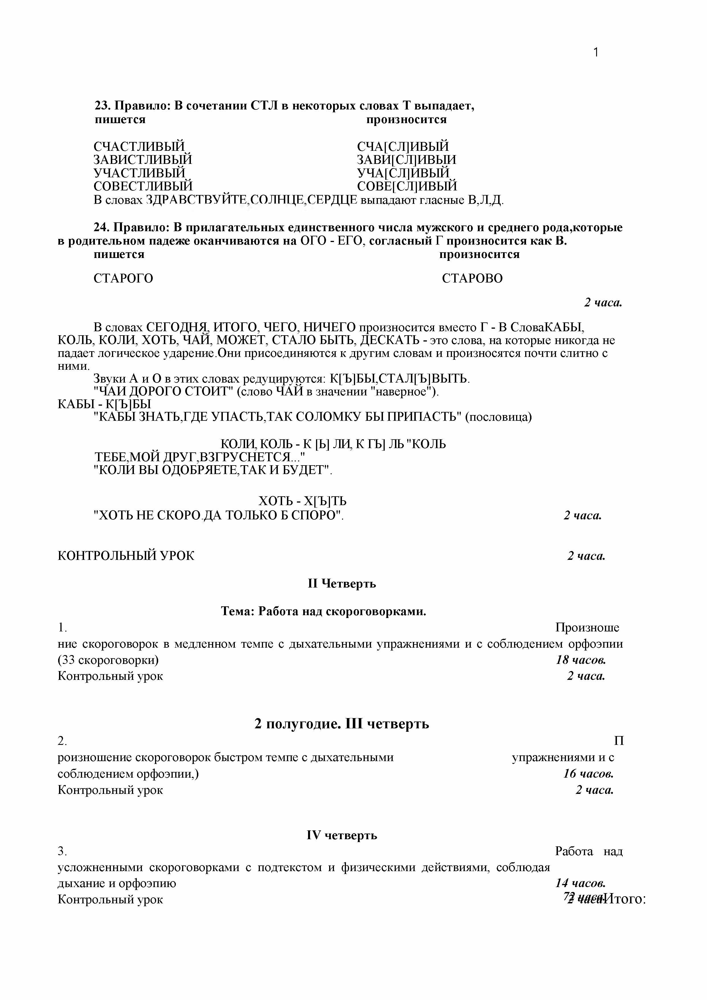 1
23. Правило: В сочетании СТЛ в некоторых словах Т выпадает,
пишется произносится
СЧАСТЛИВЫЙ СЧА[СЛ]ИВЫЙ
ЗАВИСТЛИВЫЙ ЗАВИ[СЛ]ИВЫИ
УЧАСТЛИВЫЙ УЧА[СЛ]ИВЫЙ
СОВЕСТЛИВЫЙ СОВЕ[СЛ]ИВЫЙ
В словах ЗДРАВСТВУЙТЕ,СОЛНЦЕ,СЕРДЦЕ выпадают гласные В,Л,Д.
24. Правило: В прилагательных единственного числа мужского и среднего рода,которые
в родительном падеже оканчиваются на ОГО - ЕГО, согласный Г произносится как В.
пишется произносится
СТАРОГО СТАРОВО
2 часа.
В словах СЕГОДНЯ, ИТОГО, ЧЕГО, НИЧЕГО произносится вместо Г - В СловаКАБЫ,
КОЛЬ, КОЛИ, ХОТЬ, ЧАЙ, МОЖЕТ, СТАЛО БЫТЬ, ДЕСКАТЬ - это слова, на которые никогда не
падает логическое ударение.Они присоединяются к другим словам и произносятся почти слитно с
ними.
Звуки А и О в этих словах редуцируются: К[Ъ]БЫ,СТАЛ[Ъ]ВЫТЬ.
"ЧАИ ДОРОГО СТОИТ" (слово ЧАЙ в значении "наверное").
КАБЫ - К[Ъ]БЫ
"КАБЫ ЗНАТЬ,ГДЕ УПАСТЬ,ТАК СОЛОМКУ БЫ ПРИПАСТЬ" (пословица)
КОЛИ, КОЛЬ - К [Ь] ЛИ, К ГЬ] ЛЬ "КОЛЬ
ТЕБЕ,МОЙ ДРУГ,ВЗГРУСНЕТСЯ..."
"КОЛИ ВЫ ОДОБРЯЕТЕ,ТАК И БУДЕТ".
ХОТЬ - Х[Ъ]ТЬ
"ХОТЬ НЕ СКОРО.ДА ТОЛЬКО Б СПОРО". 2 часа.
КОНТРОЛЬНЫЙ УРОК 2 часа.
II Четверть
Тема: Работа над скороговорками.
1. Произноше
ние скороговорок в медленном темпе с дыхательными упражнениями и с соблюдением орфоэпии
(33 скороговорки) 18 часов.
Контрольный урок 2 часа.
2 полугодие. III четверть
2. П
роизношение скороговорок быстром темпе с дыхательными упражнениями и с
соблюдением орфоэпии,) 16 часов.
Контрольный урок 2 часа.
IV четверть
3. Работа над
усложненными скороговорками с подтекстом и физическими действиями, соблюдая
дыхание и орфоэпию 14 часов.
Контрольный урок 2 часа 72 часа. Итого: